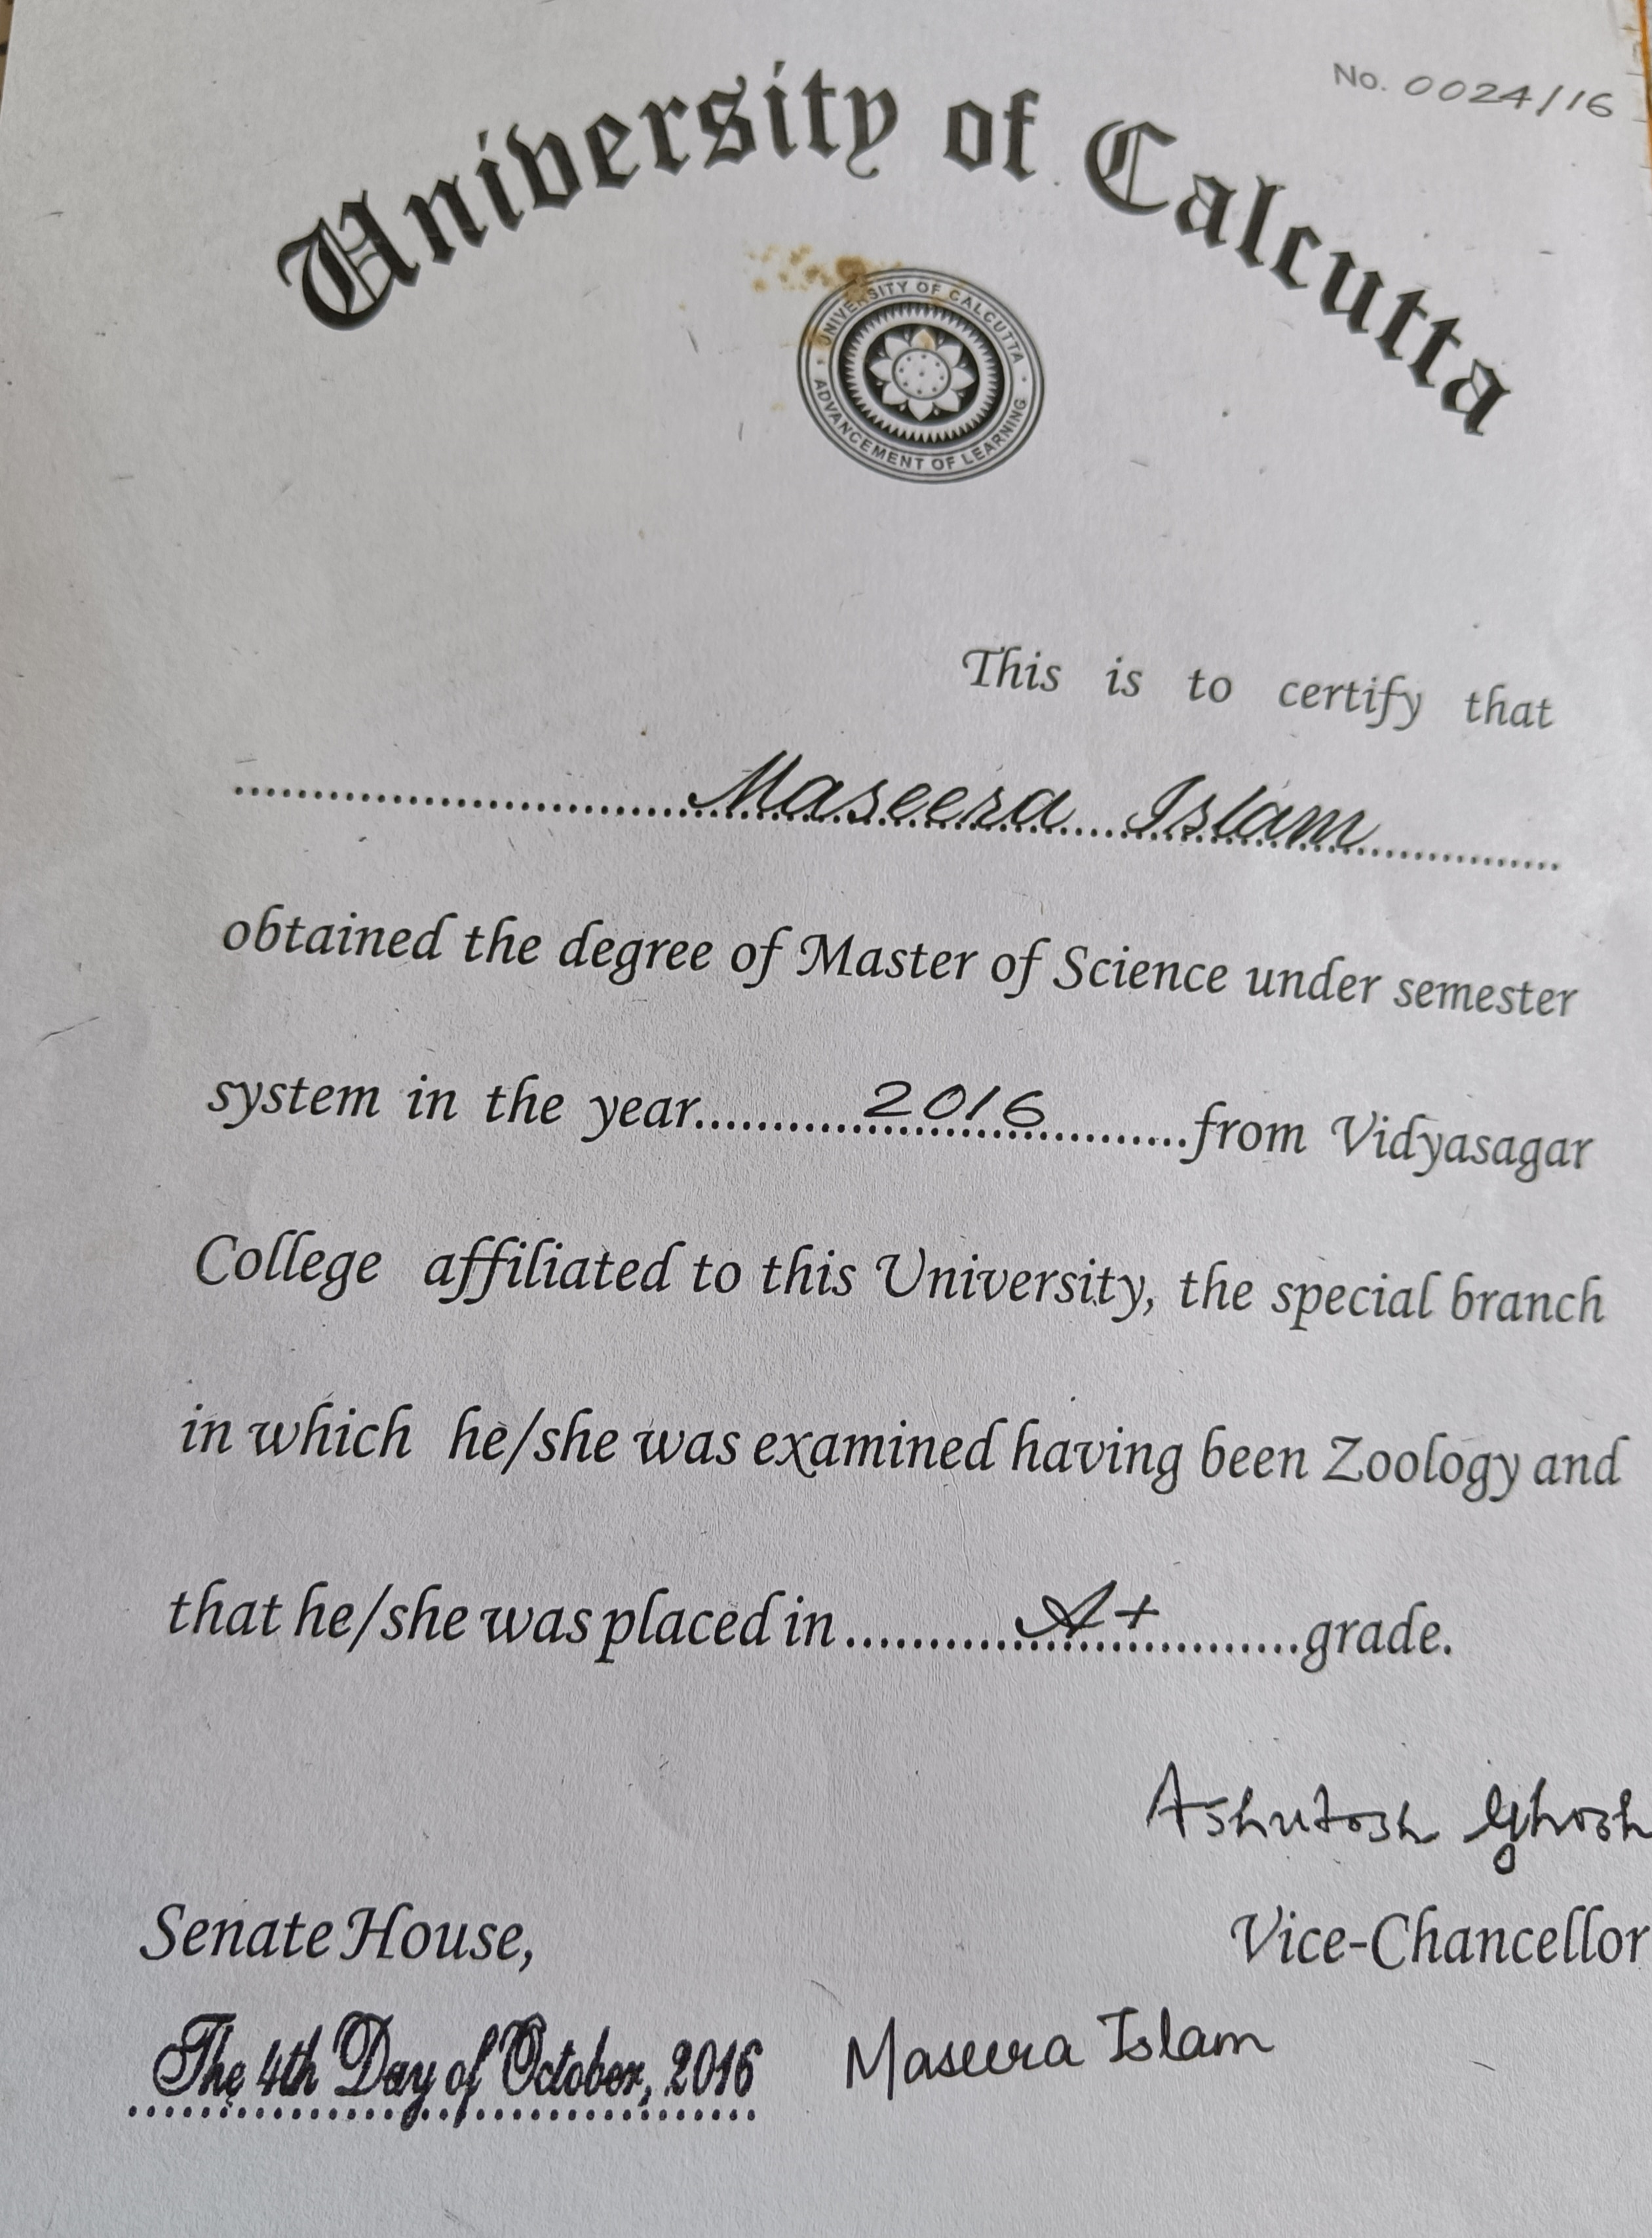 No. 0024/16
University of Calcutta
UNIVERSITY OF CALCUTTA
ADVANCEMENT OF LEARNING
This is to certify that
Maseera Islam
obtained the degree of Master of Science under semester
system in the year 2016 from Vidyasagar
College affiliated to this University, the special branch
in which he/she was examined having been Zoology and
that he/she was placed in A+ grade.
Ashutosh Ghosh
Senate House, Vice-Chancellor
The 4th Day of October, 2016 Maseera Islam